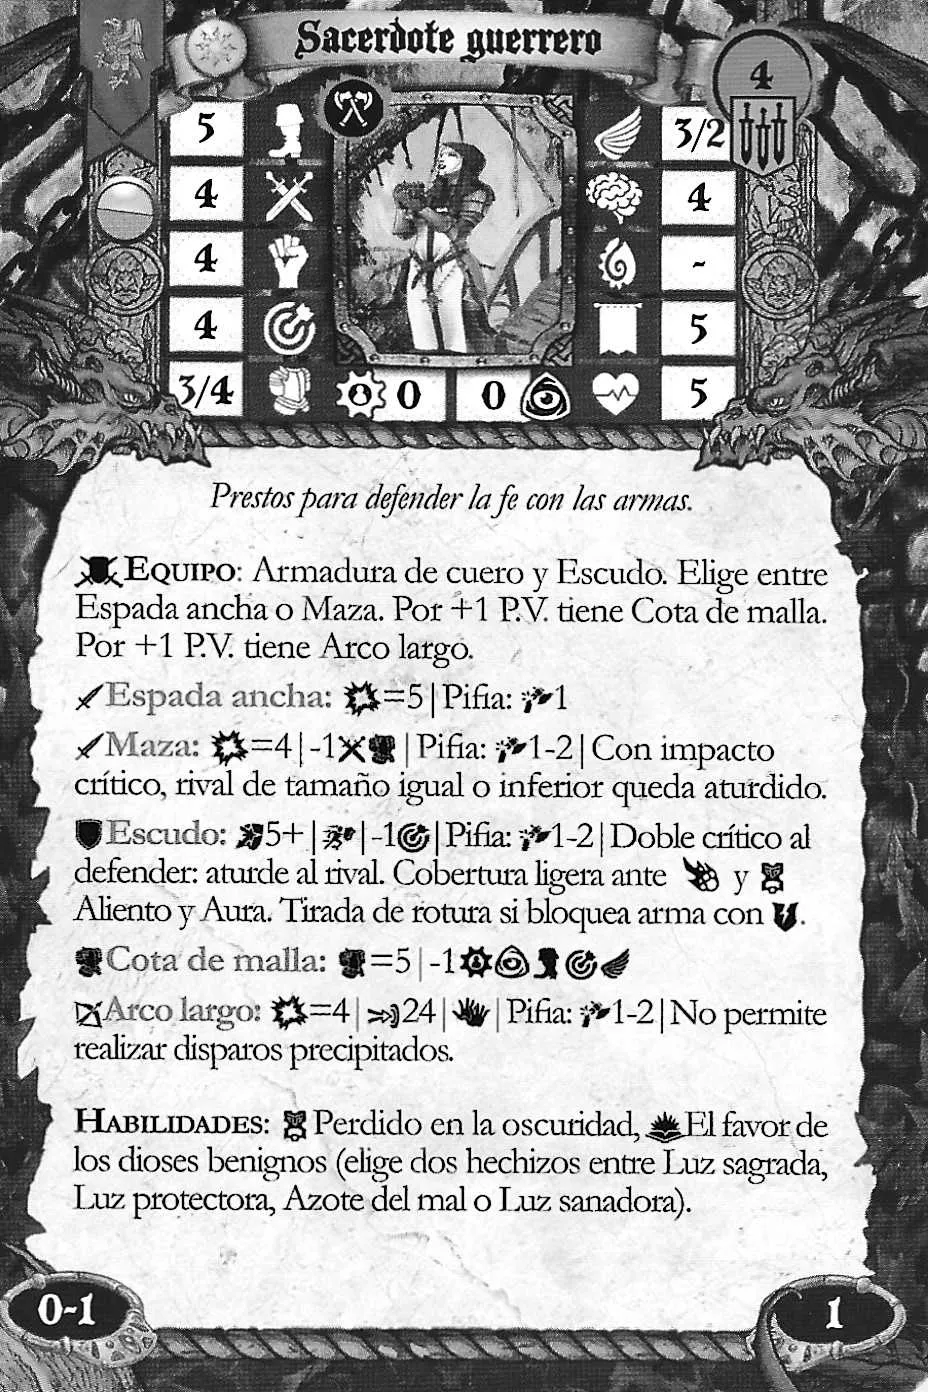 Sacerdote guerrero
4
5
3/2
4
4
4
-
4
5
3/4
0
0
5
Prestos para defender la fe con las armas.
EQUIPO: Armadura de cuero y Escudo. Elige entre
Espada ancha o Maza. Por +1 P.V. tiene Cota de malla.
Por +1 P.V. tiene Arco largo.
Espada ancha: =5 | Pifia: 1
Maza: =4 | -1 | Pifia: 1-2 | Con impacto
crítico, rival de tamaño igual o inferior queda aturdido.
Escudo: 5+ | | -1 | Pifia: 1-2 | Doble crítico al
defender: aturde al rival. Cobertura ligera ante y
Aliento y Aura. Tirada de rotura si bloquea arma con .
Cota de malla: =5 | -1
Arco largo: =4 | 24 | | Pifia: 1-2 | No permite
realizar disparos precipitados.
HABILIDADES: Perdido en la oscuridad, El favor de
los dioses benignos (elige dos hechizos entre Luz sagrada,
Luz protectora, Azote del mal o Luz sanadora).
0-1
1